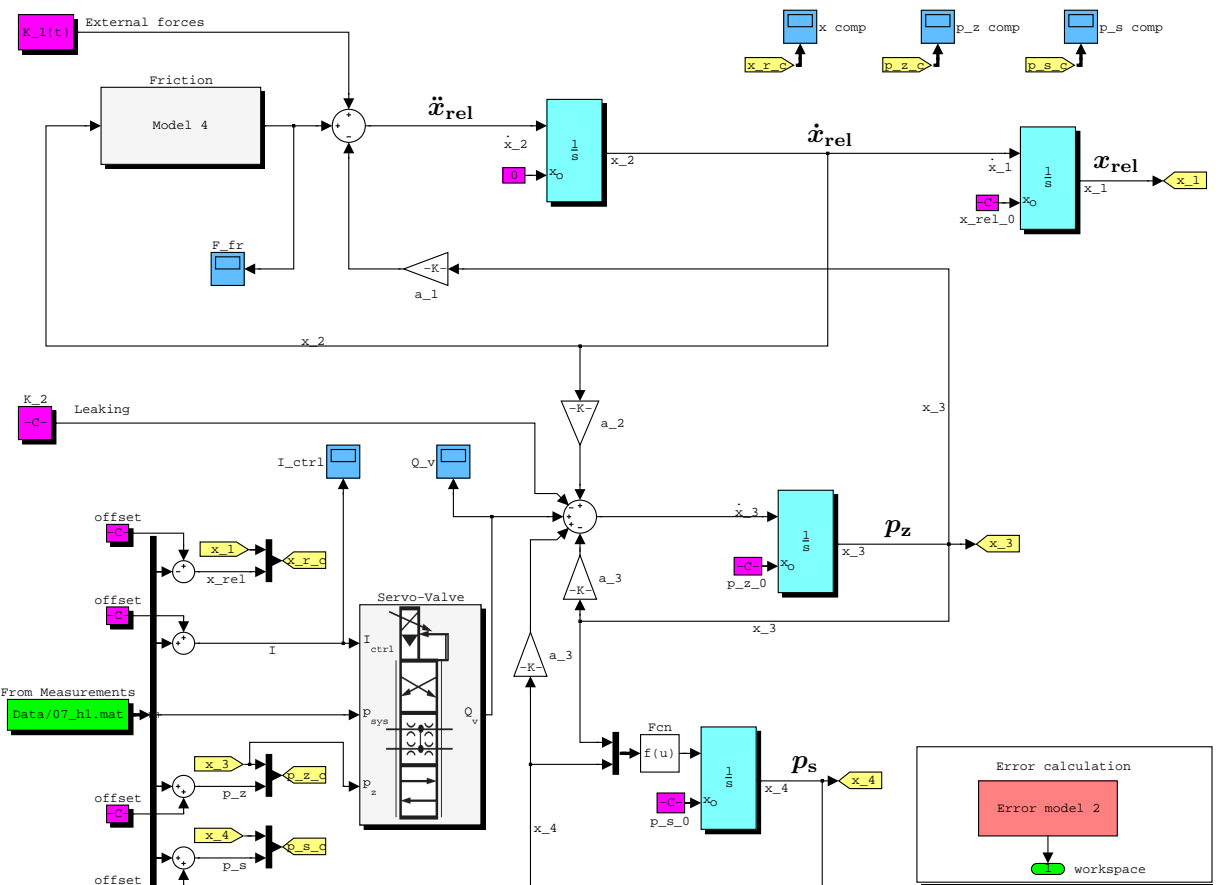 K_1(t)
External forces
x comp
p_z comp
p_s comp
x_r_c
p_z_c
p_s_c
Friction
Model 4
+
+
-
ẍrel
ẋ_2
1/s
x_2
0
xo
ẋrel
ẋ_1
1/s
x_1
-C-
xo
x_rel_0
xrel
x_1
F_fr
-K-
a_1
x_2
K_2
-C-
Leaking
-K-
a_2
x_3
I_ctrl
Q_v
offset
-C-
x_1
x_r_c
x_rel
+
-
-
+
+
+
-
ẋ_3
1/s
x_3
-C-
xo
p_z_0
pz
x_3
-K-
a_3
x_3
offset
-C-
+
+
I
Servo-Valve
I
ctrl
p
sys
p
z
Q
v
-K-
a_3
From Measurements
Data/07_h1.mat
x_3
p_z_c
p_z
+
+
offset
-C-
Fcn
f(u)
1/s
x_4
-C-
xo
p_s_0
ps
x_4
x_4
x_4
p_s_c
p_s
+
+
offset
Error calculation
Error model 2
1
workspace